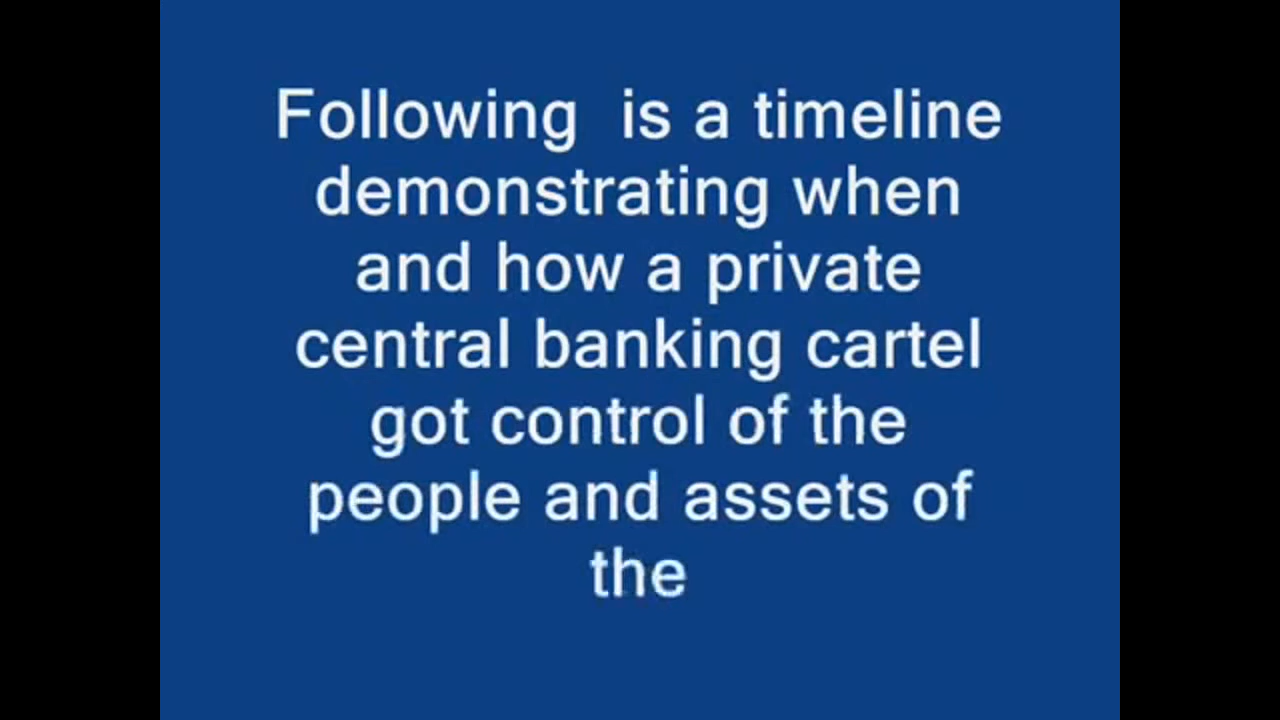 Following  is a timeline
demonstrating when
and how a private
central banking cartel
got control of the
people and assets of
the